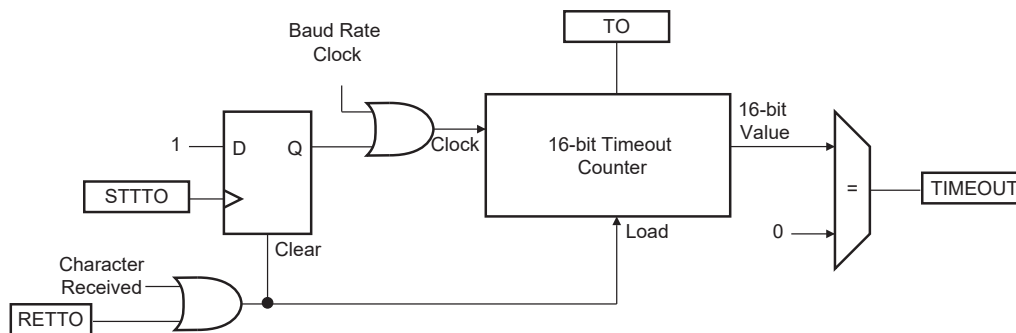 TO
Baud Rate
Clock
16-bit
Value
1
D
Q
Clock
16-bit Timeout
Counter
STTTO
=
TIMEOUT
Clear
Load
0
Character
Received
RETTO